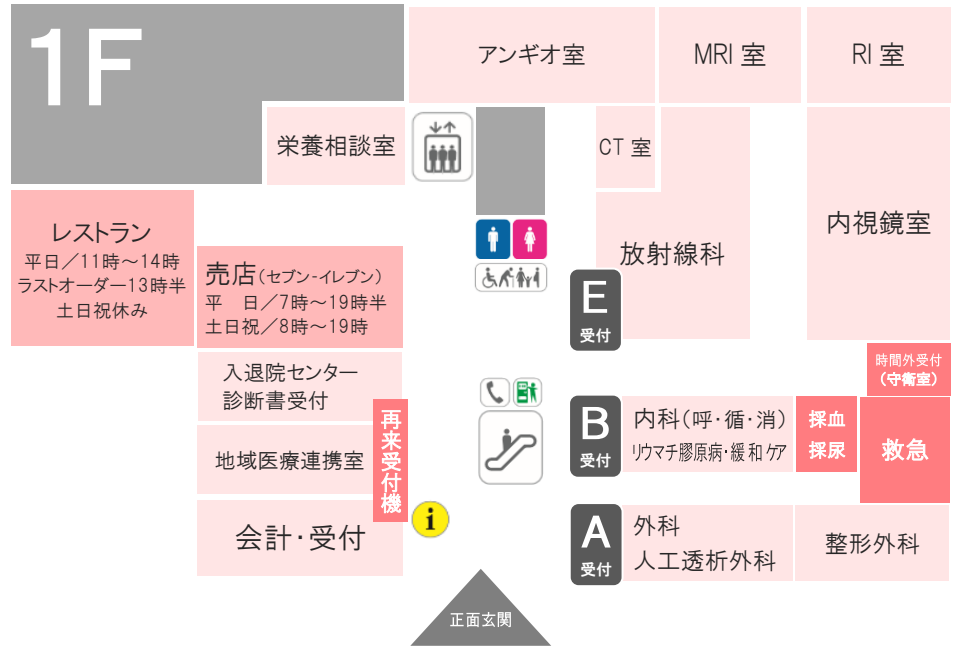 1F
アンギオ室
MRI 室
RI 室
栄養相談室
CT 室
放射線科
内視鏡室
レストラン
平日／11時～14時
ラストオーダー13時半
土日祝休み
売店(セブン-イレブン)
平　日／7時～19時半
土日祝／8時～19時
E
受付
時間外受付
(守衛室)
入退院センター
診断書受付
地域医療連携室
再来受付機
会計・受付
i
B
受付
内科(呼・循・消)
リウマチ膠原病・緩和ケア
採血
採尿
救急
A
受付
外科
人工透析外科
整形外科
正面玄関